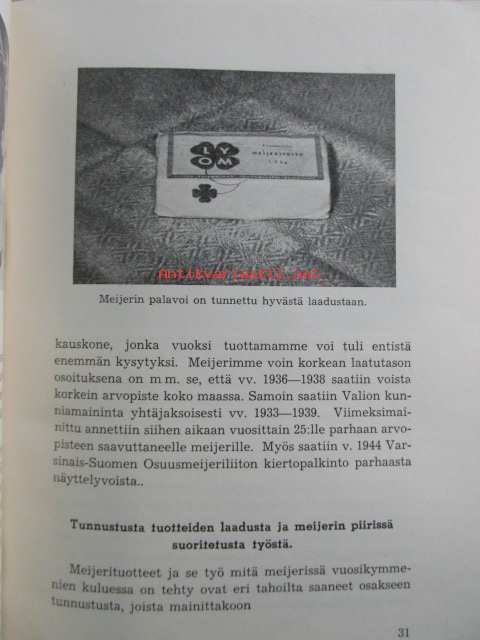 LY
OM
Antikvariaatti.net
Meijerin palavoi on tunnettu hyvästä laadustaan.
kauskone, jonka vuoksi tuottamamme voi tuli entistä
enemmän kysytyksi. Meijerimme voin korkean laatutason
osoituksena on m m. se, että vv. 1936—1938 saatiin voista
korkein arvopiste koko maassa. Samoin saatiin Valion kun-
niamaininta yhtäjaksoisesti vv. 1933—1939. Viimeksimai-
nittu annettiin siihen aikaan vuosittain 25:lle parhaan arvo-
pisteen saavuttaneelle meijerille. Myös saatiin v. 1944 Var-
sinais-Suomen Osuusmeijeriliiton kiertopalkinto parhaasta
näyttelyvoista..
Tunnustusta tuotteiden laadusta ja meijerin piirissä
suoritetusta työstä.
Meijerituotteet ja se työ mitä meijerissä vuosikymme-
nien kuluessa on tehty ovat eri tahoilta saaneet osakseen
tunnustusta, joista mainittakoon
31